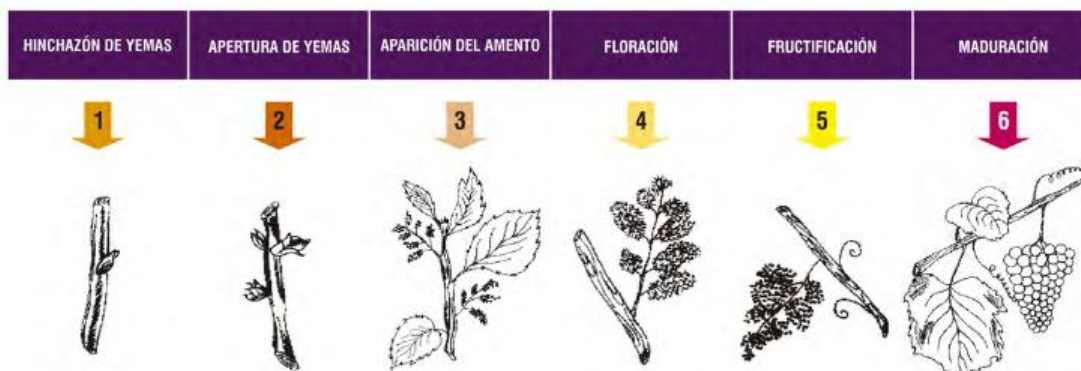 HINCHAZÓN DE YEMAS
APERTURA DE YEMAS
APARICIÓN DEL AMENTO
FLORACIÓN
FRUCTIFICACIÓN
MADURACIÓN
1
2
3
4
5
6